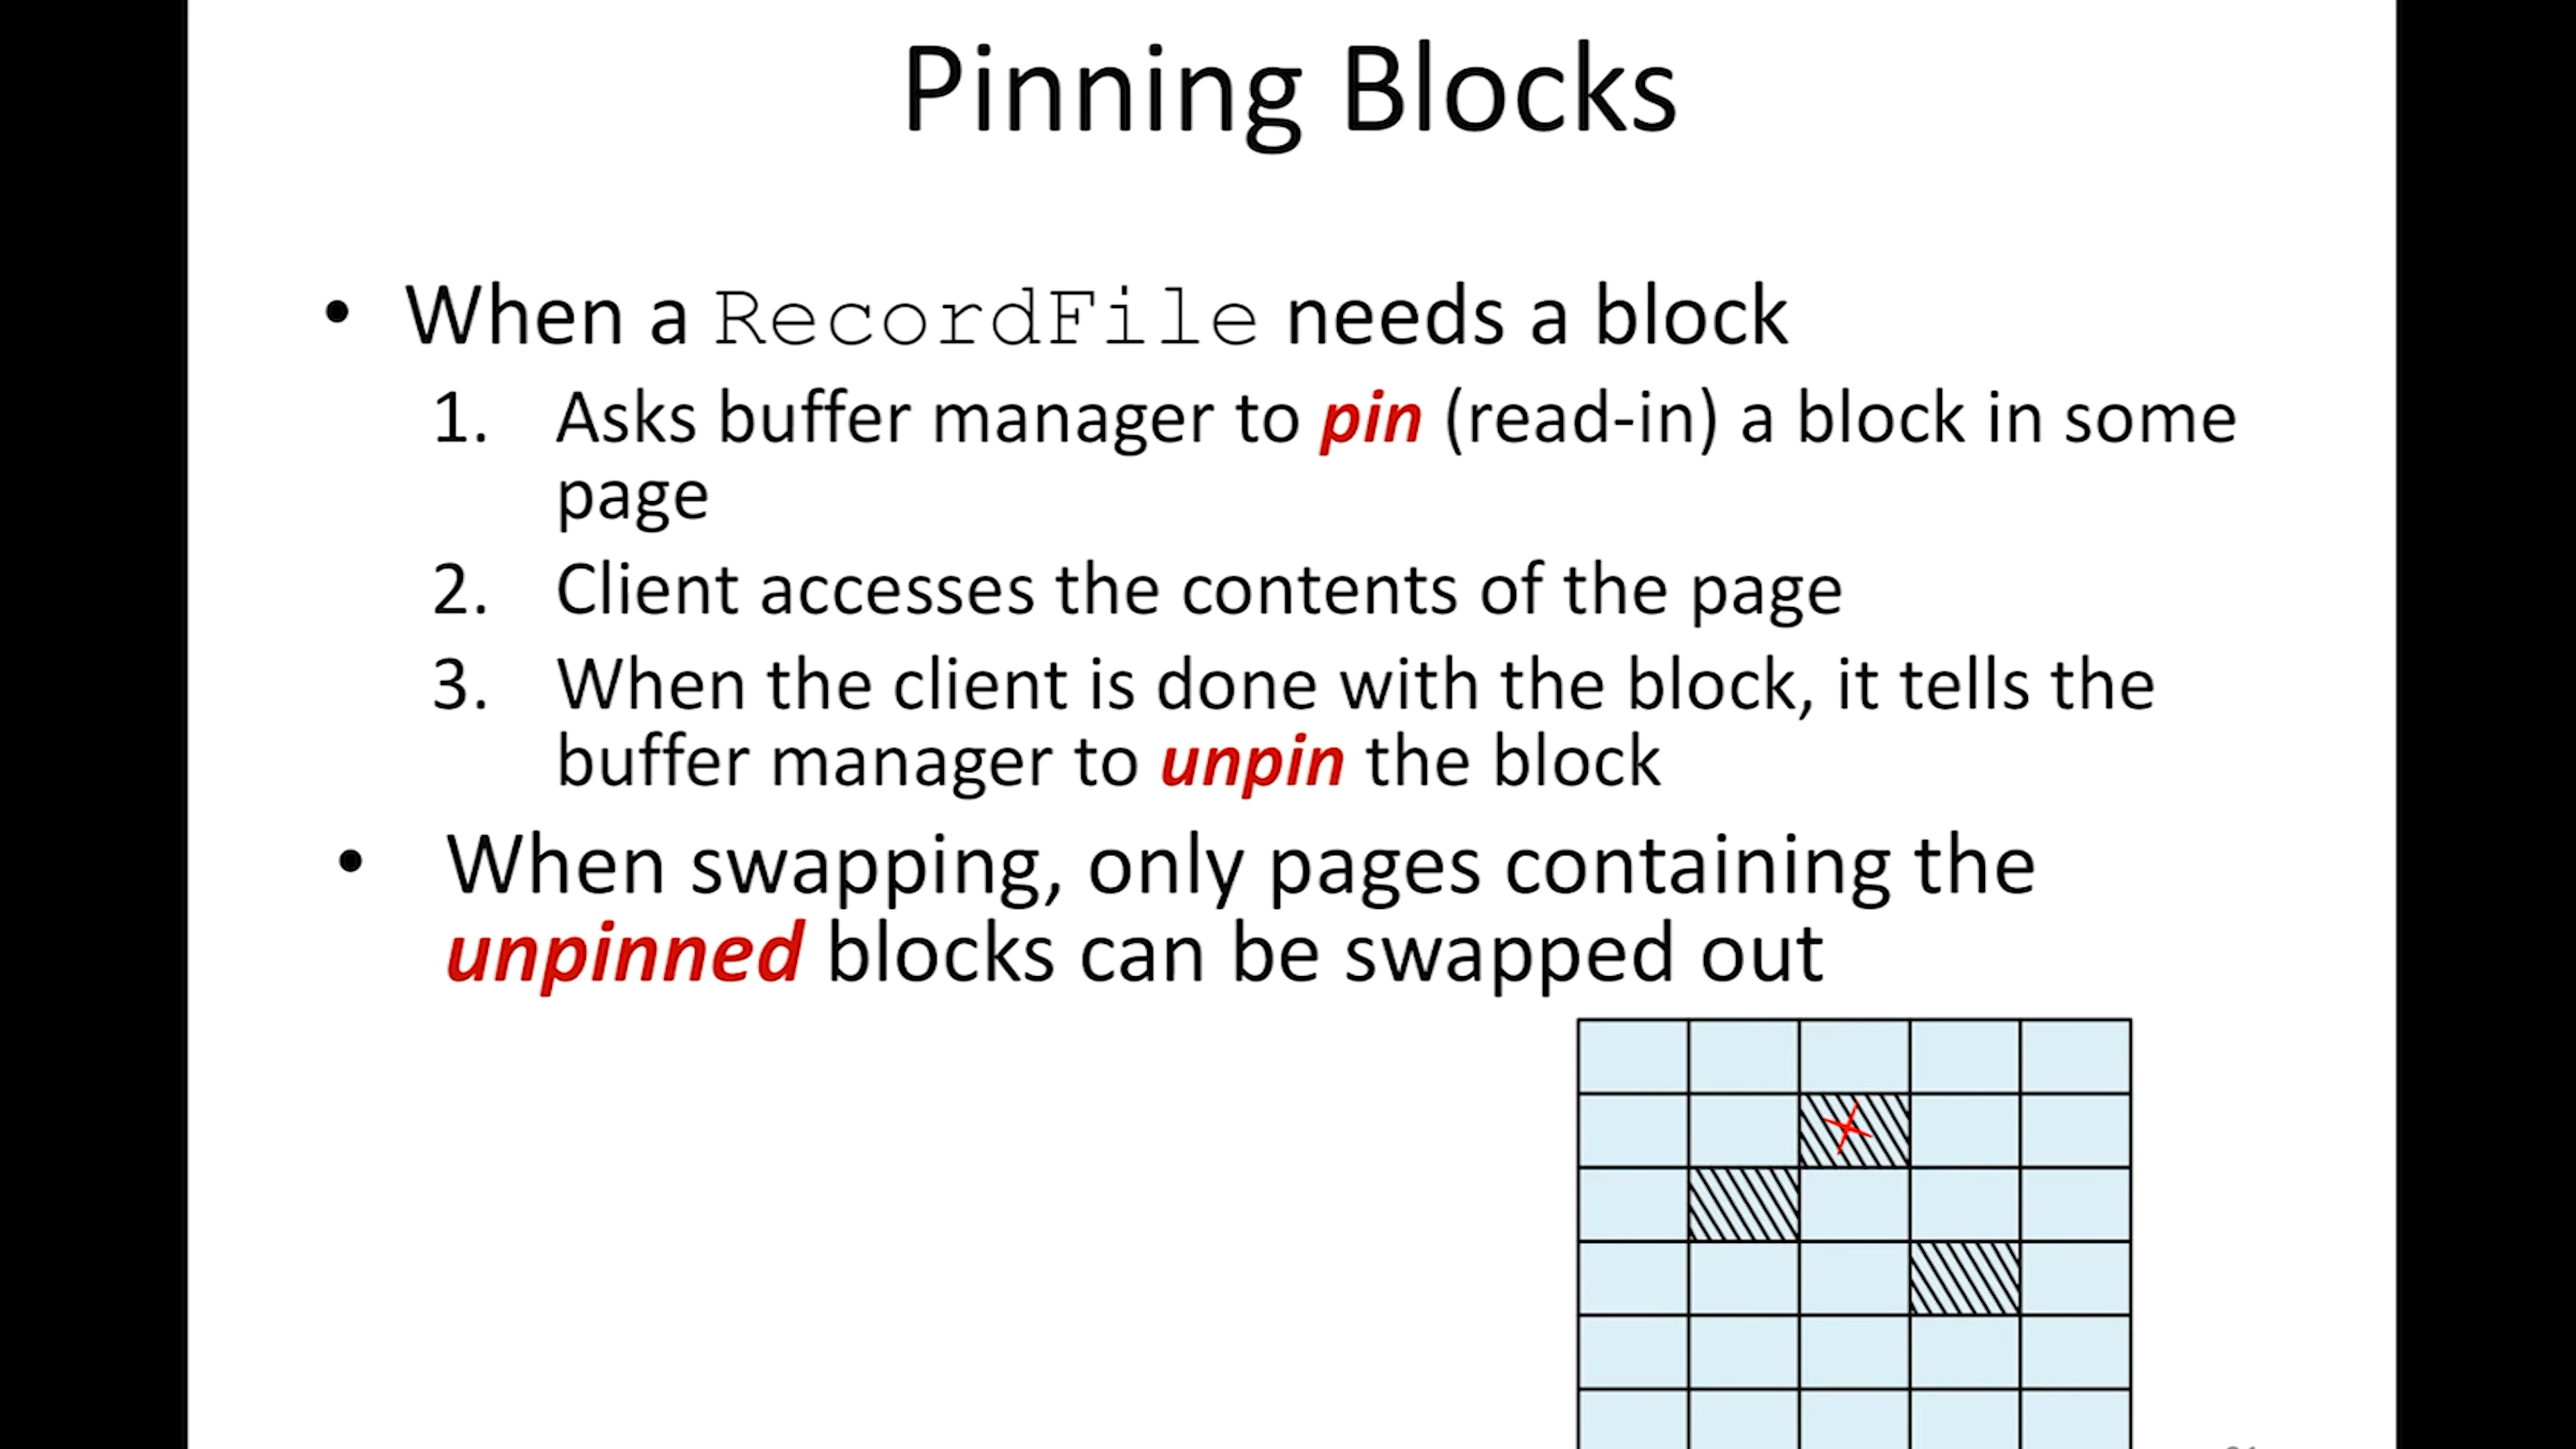 Pinning Blocks
• When a RecordFile needs a block
1. Asks buffer manager to pin (read-in) a block in some
page
2. Client accesses the contents of the page
3. When the client is done with the block, it tells the
buffer manager to unpin the block
• When swapping, only pages containing the
unpinned blocks can be swapped out